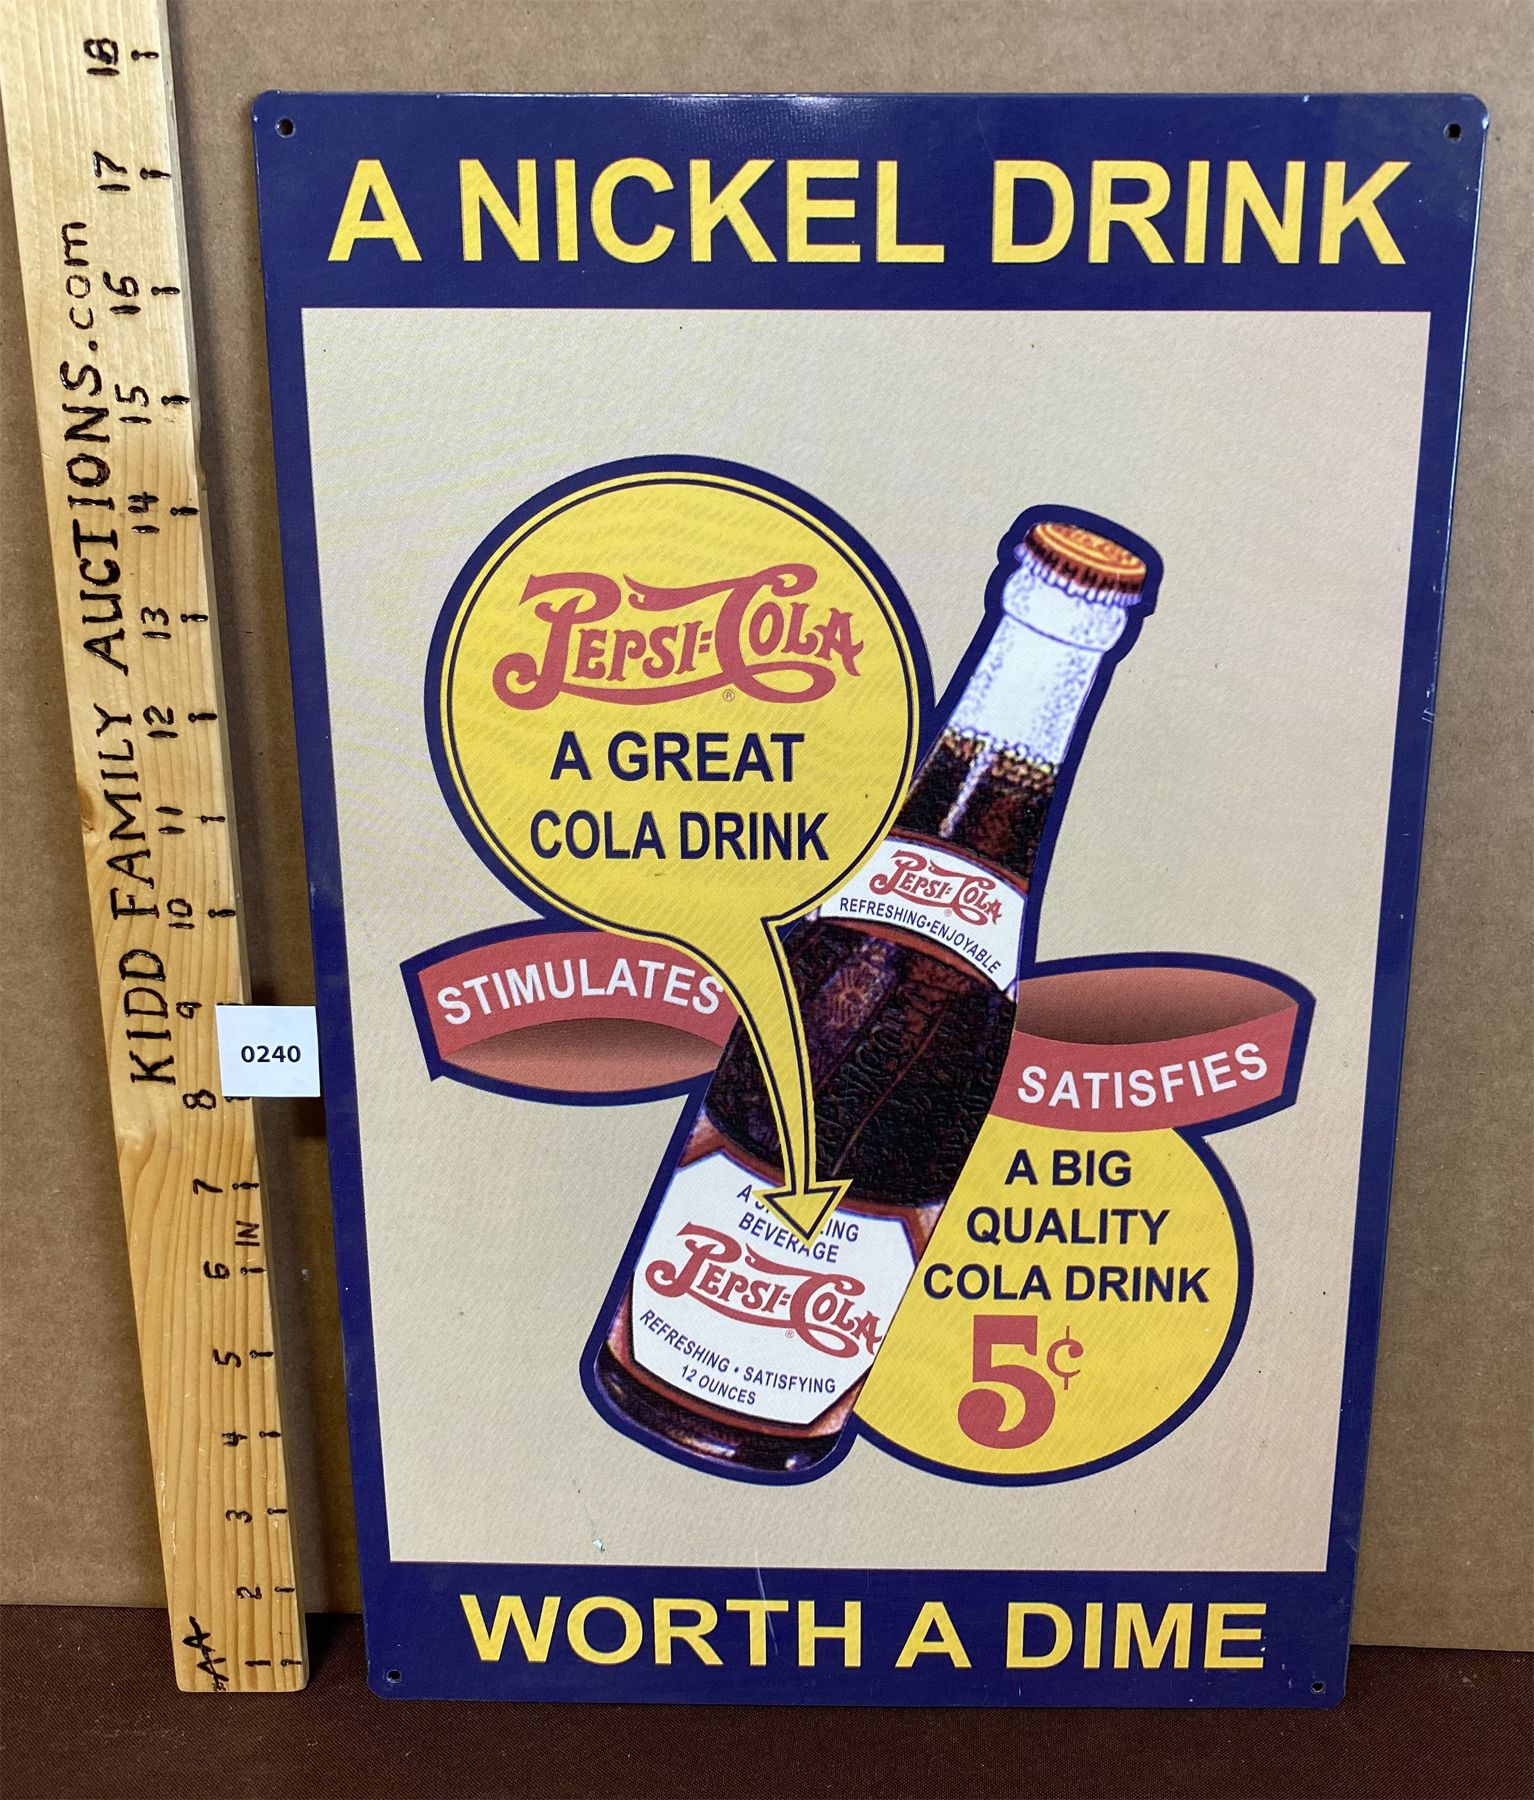 A NICKEL DRINK
PEPSI=COLA
®
A GREAT
COLA DRINK
PEPSI=COLA
®
REFRESHING•ENJOYABLE
STIMULATES
SATISFIES
A BIG
QUALITY
COLA DRINK
5¢
BEVERAGE
PEPSI=COLA
®
REFRESHING • SATISFYING
12 OUNCES
WORTH A DIME
KIDD FAMILY AUCTIONS.com
0240
18
17
16
15
14
13
12
11
10
9
8
7
IN
6
5
4
3
2
1
AA